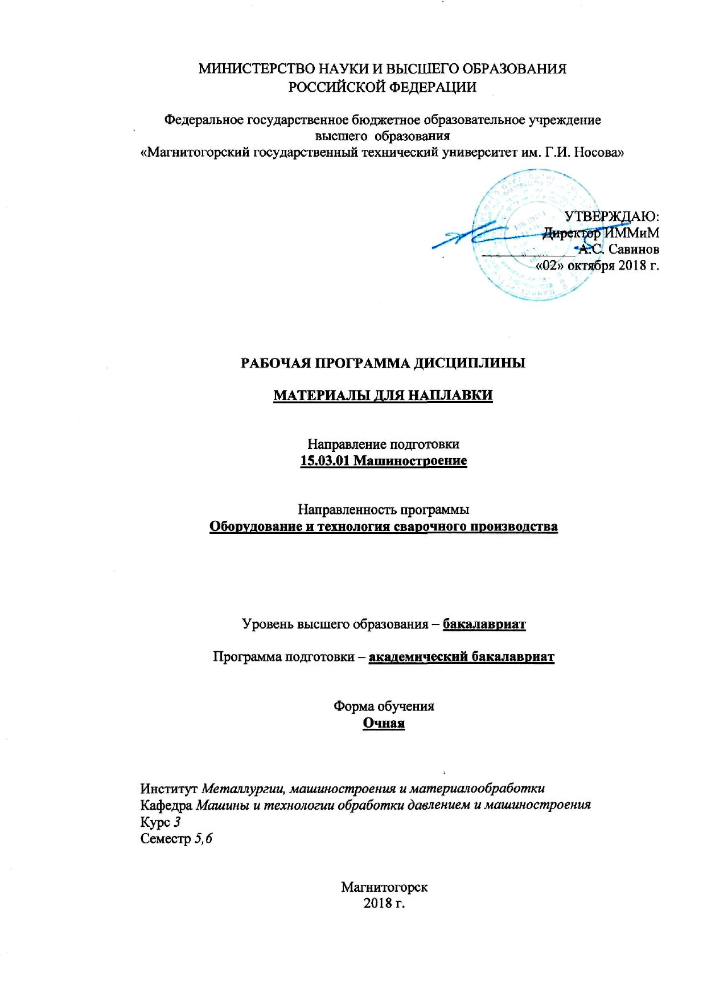 МИНИСТЕРСТВО НАУКИ И ВЫСШЕГО ОБРАЗОВАНИЯ
РОССИЙСКОЙ ФЕДЕРАЦИИ
Федеральное государственное бюджетное образовательное учреждение
высшего образования
«Магнитогорский государственный технический университет им. Г.И. Носова»
УТВЕРЖДАЮ:
Директор ИММиМ
А.С. Савинов
«02» октября 2018 г.
РАБОЧАЯ ПРОГРАММА ДИСЦИПЛИНЫ
МАТЕРИАЛЫ ДЛЯ НАПЛАВКИ
Направление подготовки
15.03.01 Машиностроение
Направленность программы
Оборудование и технология сварочного производства
Уровень высшего образования – бакалавриат
Программа подготовки – академический бакалавриат
Форма обучения
Очная
Институт Металлургии, машиностроения и материалообработки
Кафедра Машины и технологии обработки давлением и машиностроения
Курс 3
Семестр 5,6
Магнитогорск
2018 г.